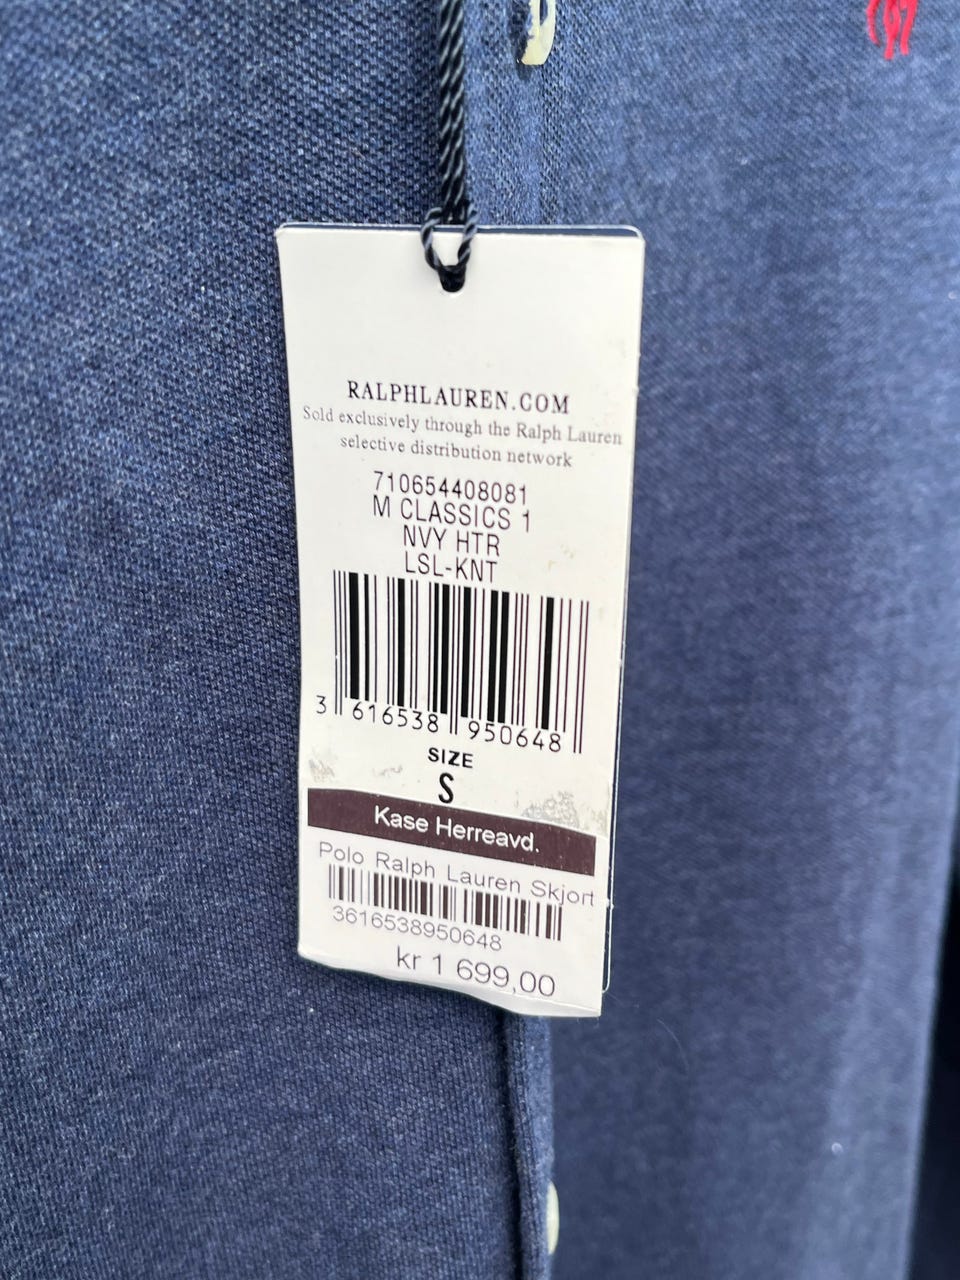 RALPHLAUREN.COM
Sold exclusively through the Ralph Lauren
selective distribution network
710654408081
M CLASSICS 1
NVY HTR
LSL-KNT
3 616538 950648
SIZE
S
Kase Herreavd.
Polo Ralph Lauren Skjort
3616538950648
kr 1 699,00